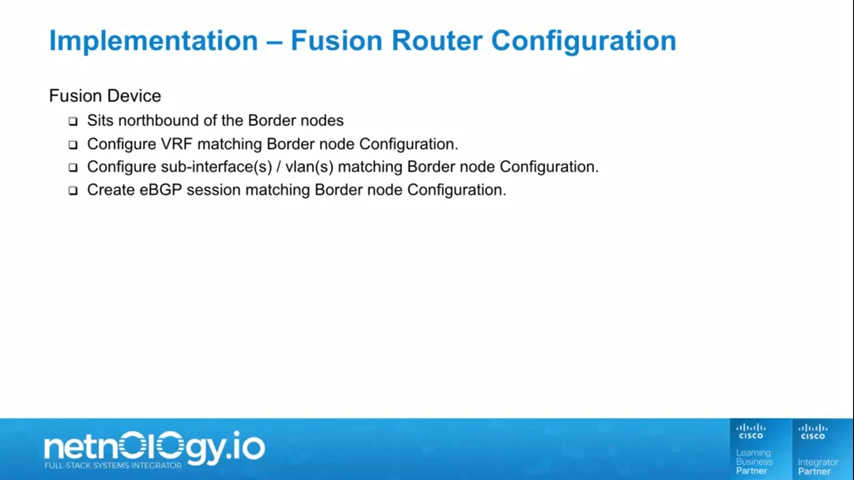 Implementation – Fusion Router Configuration
Fusion Device
Sits northbound of the Border nodes
Configure VRF matching Border node Configuration.
Configure sub-interface(s) / vlan(s) matching Border node Configuration.
Create eBGP session matching Border node Configuration.
netnOlOgy.io
FULL-STACK SYSTEMS INTEGRATOR
CISCO
Learning
Business
Partner
CISCO
Integrator
Partner